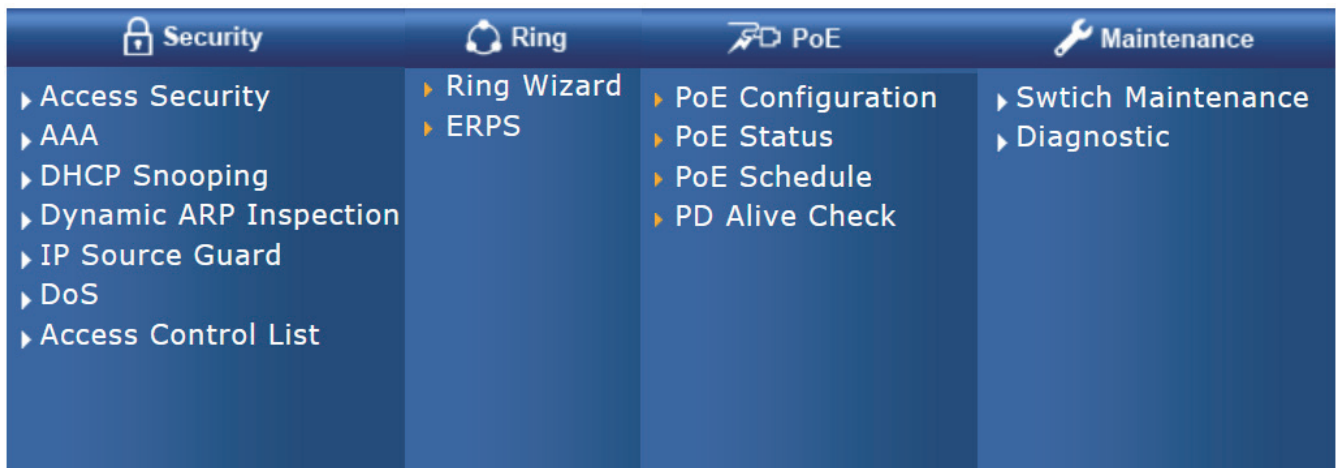 Security
Access Security
AAA
DHCP Snooping
Dynamic ARP Inspection
IP Source Guard
DoS
Access Control List
Ring
Ring Wizard
ERPS
PoE
PoE Configuration
PoE Status
PoE Schedule
PD Alive Check
Maintenance
Swtich Maintenance
Diagnostic